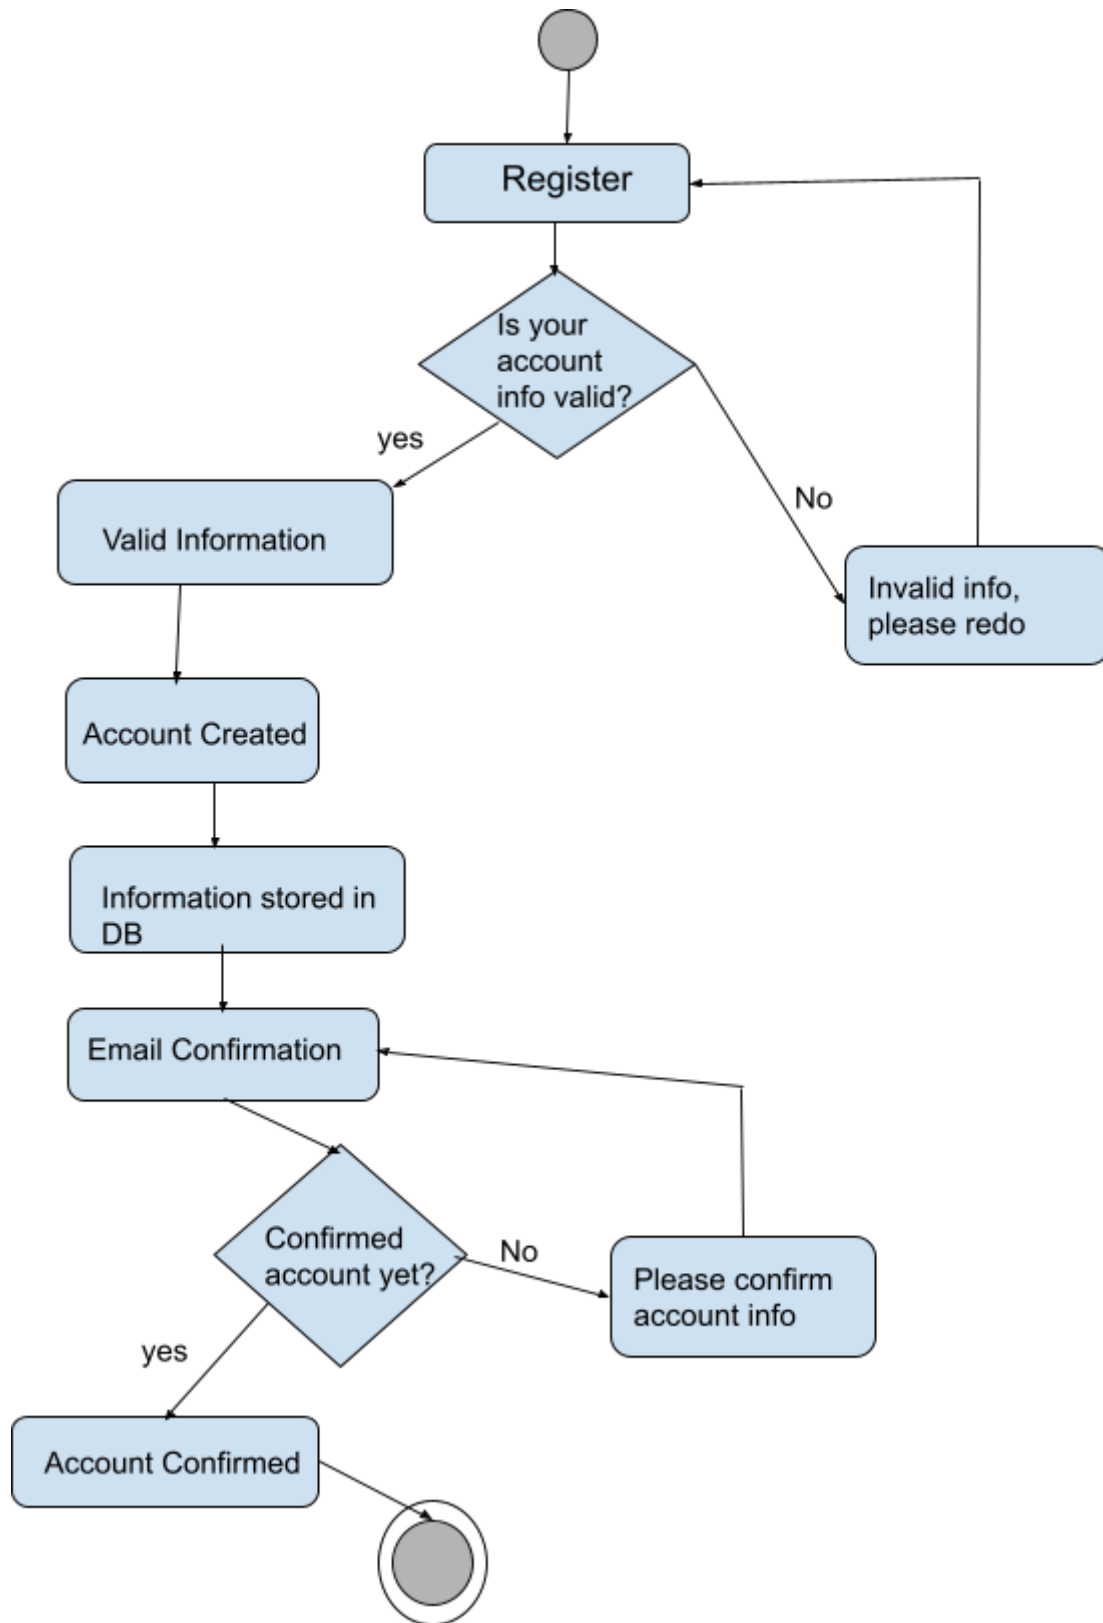 Register
Is your
account
info valid?
yes
No
Valid Information
Invalid info,
please redo
Account Created
Information stored in
DB
Email Confirmation
Confirmed
account yet?
No
Please confirm
account info
yes
Account Confirmed